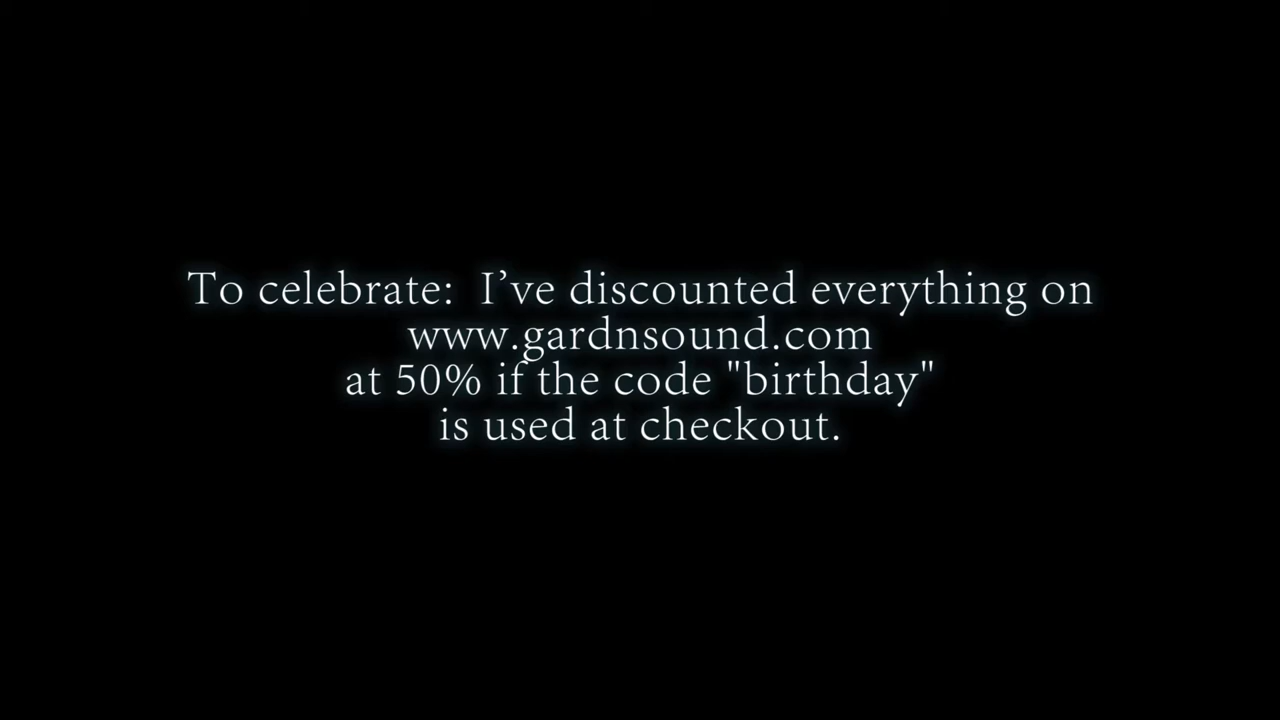 To celebrate:  I’ve discounted everything on
www.gardnsound.com
at 50% if the code "birthday"
is used at checkout.